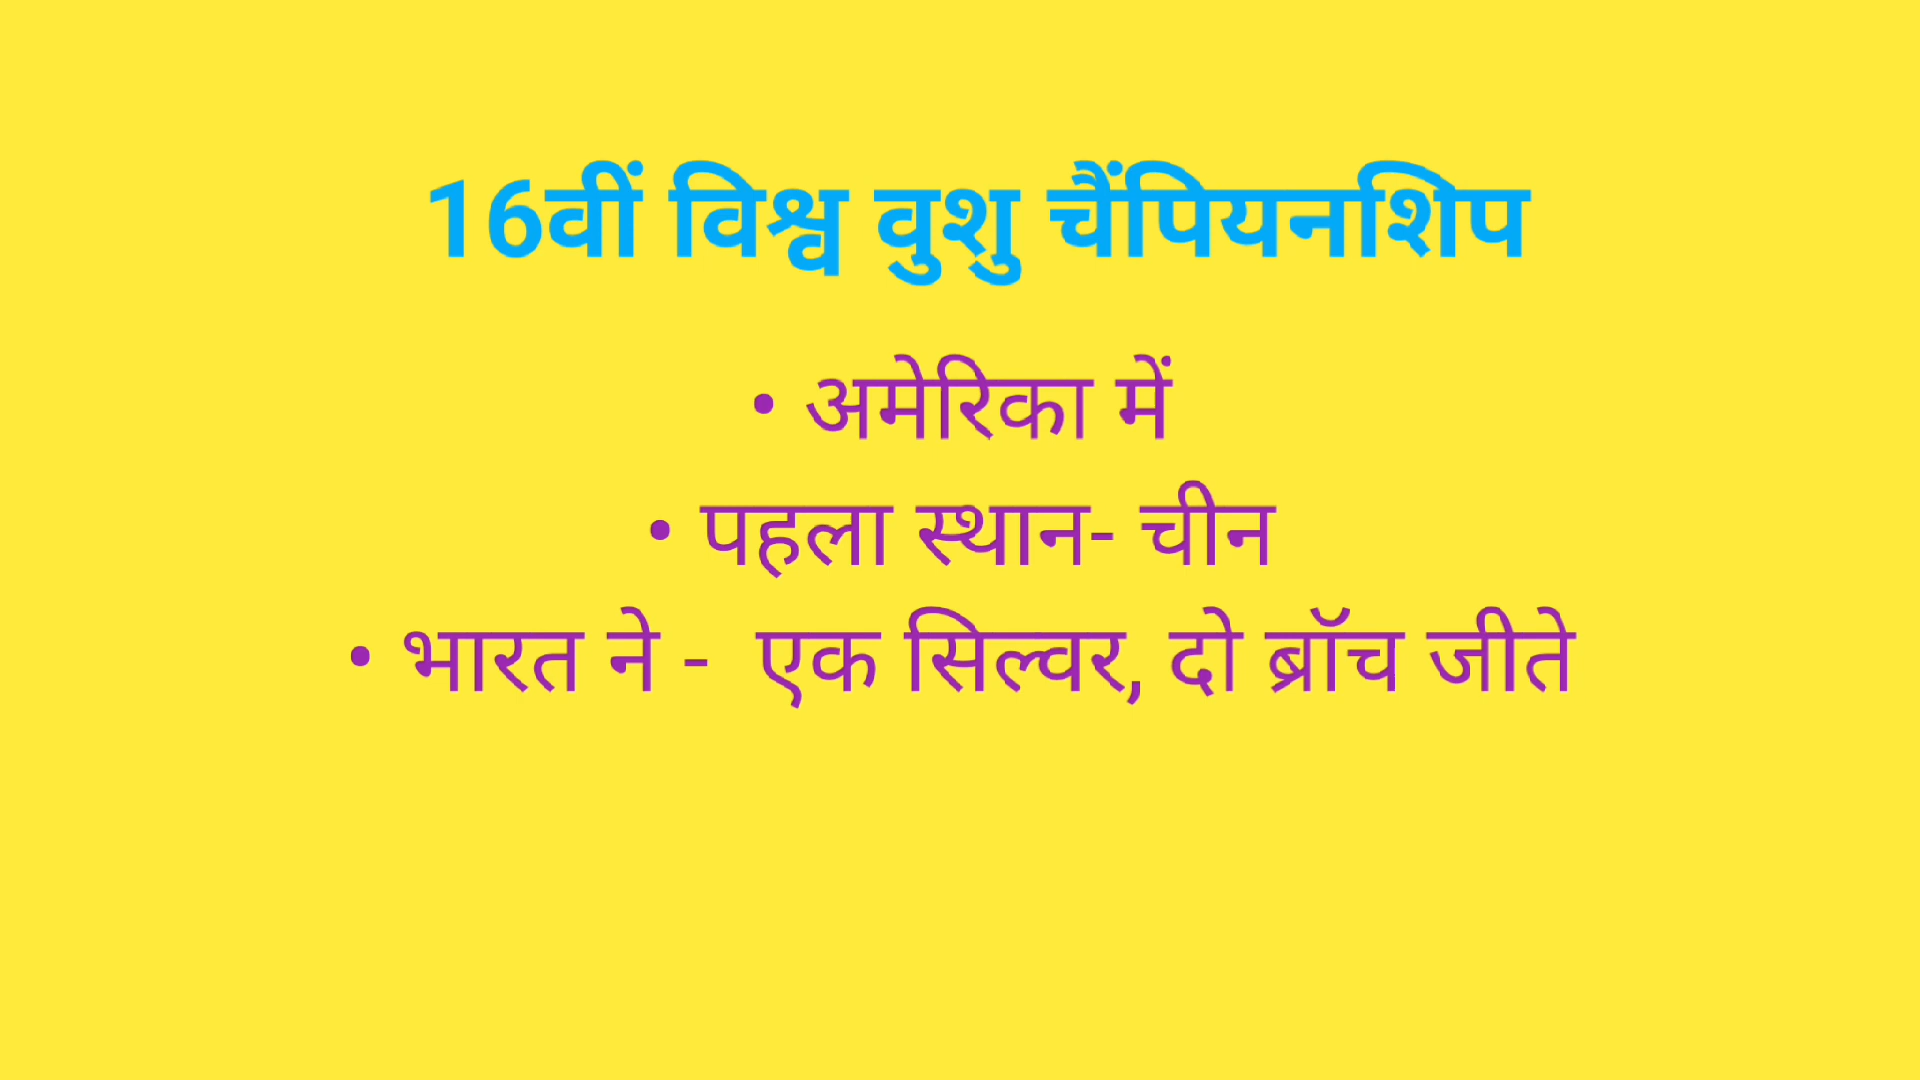 16वीं विश्व वुशु चैंपियनशिप
• अमेरिका में
• पहला स्थान- चीन
• भारत ने - एक सिल्वर, दो ब्रॉच जीते